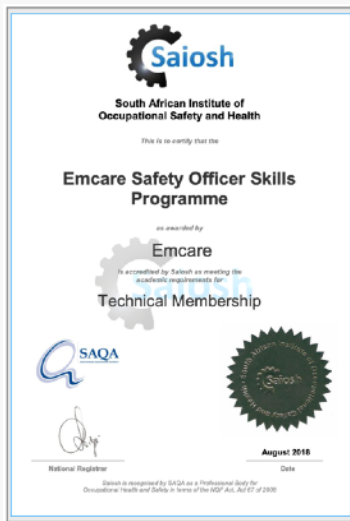 Saiosh
South African Institute of
Occupational Safety and Health
This is to certify that the
Emcare Safety Officer Skills
Programme
as awarded by
Emcare
is accredited by Saiosh as meeting the
academic requirements for
Technical Membership
Saiosh
SAQA
Saiosh
August 2018
National Registrar
Date
Saiosh is recognised by SAQA as a Professional Body for
Occupational Health and Safety in terms of the NQF Act, Act 67 of 2008